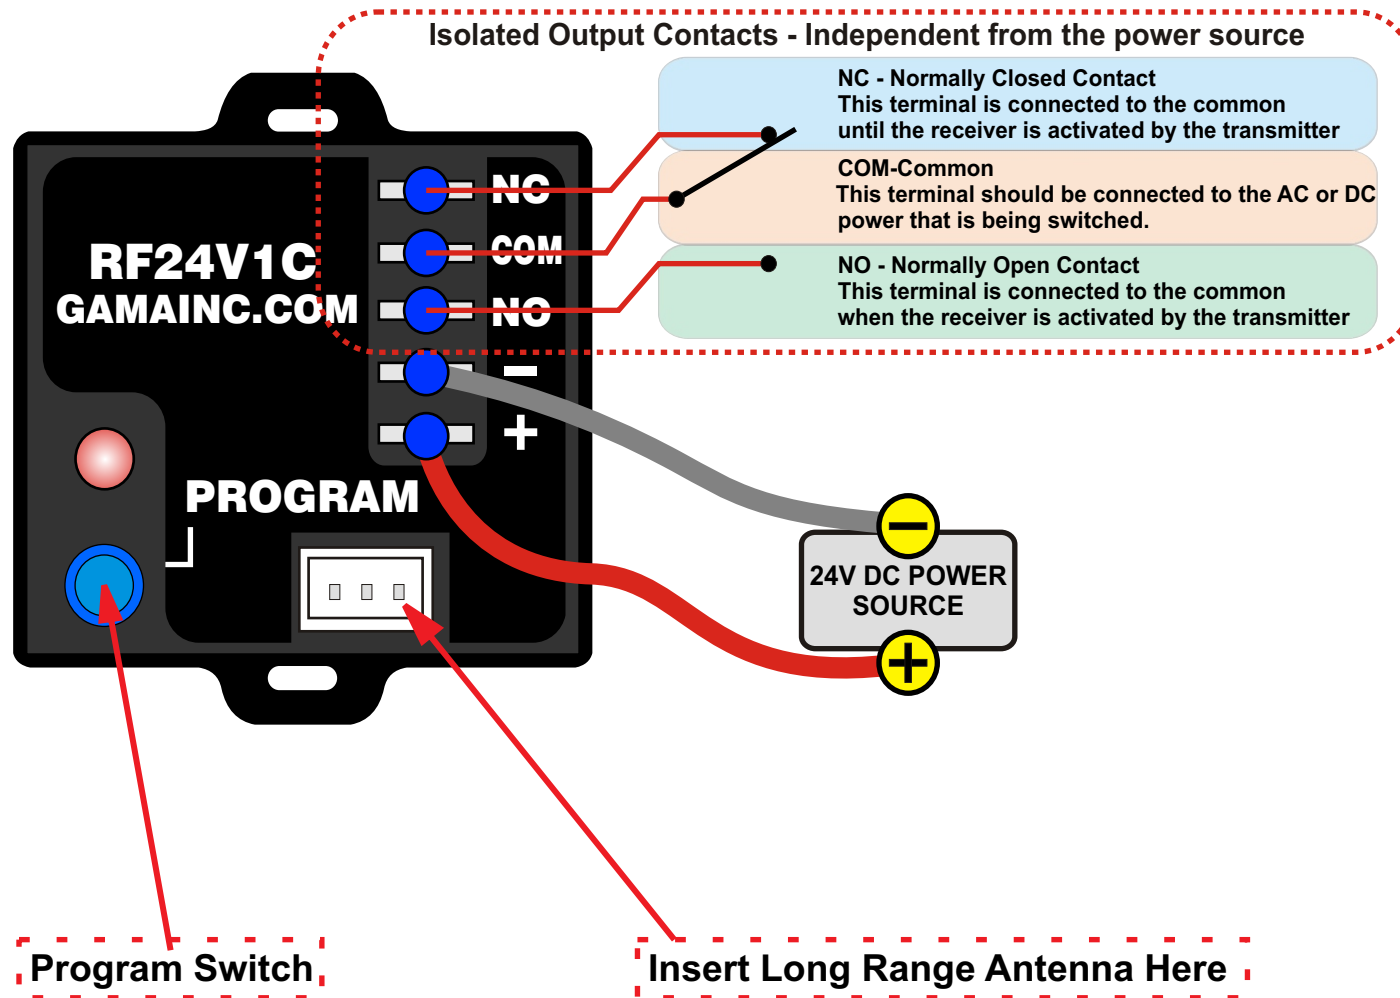 Isolated Output Contacts - Independent from the power source
NC - Normally Closed Contact
This terminal is connected to the common
until the receiver is activated by the transmitter
COM-Common
This terminal should be connected to the AC or DC
power that is being switched.
NO - Normally Open Contact
This terminal is connected to the common
when the receiver is activated by the transmitter
NC
COM
NO
−
+
RF24V1C
GAMAINC.COM
PROGRAM
−
24V DC POWER
SOURCE
+
Program Switch
Insert Long Range Antenna Here